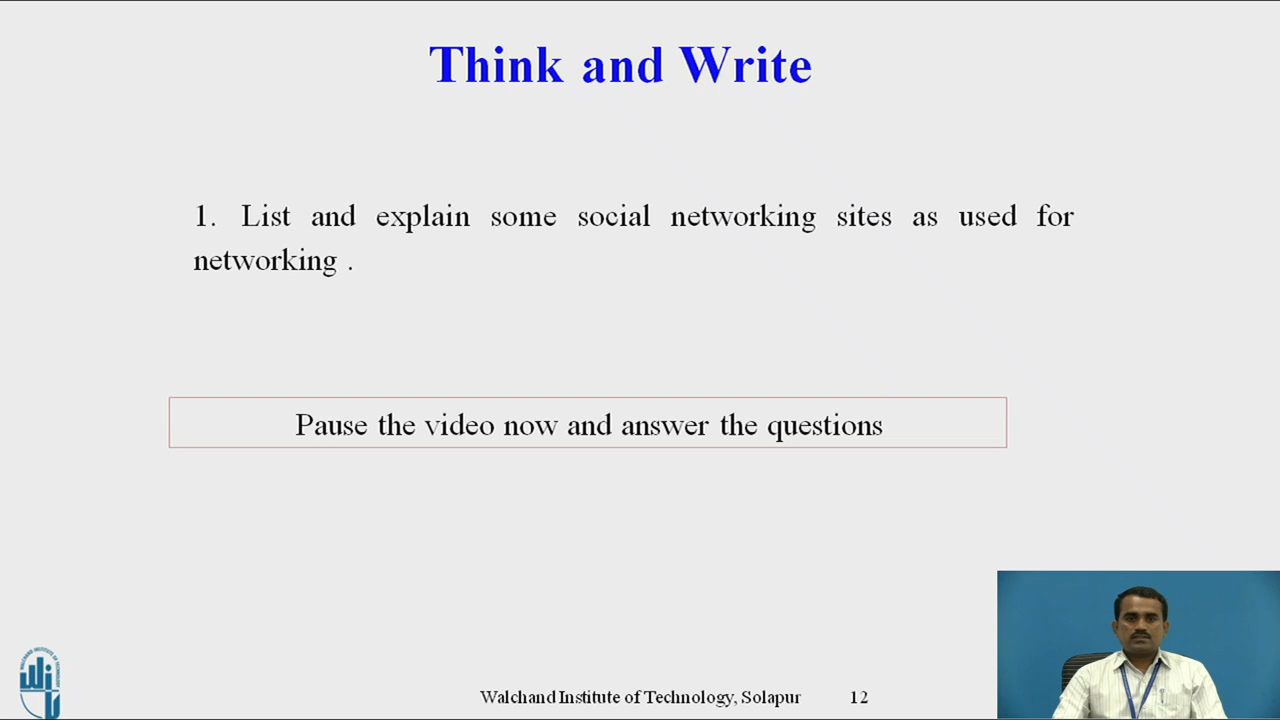 Think and Write
1. List and explain some social networking sites as used for
networking .
Pause the video now and answer the questions
Walchand Institute of Technology, Solapur 12